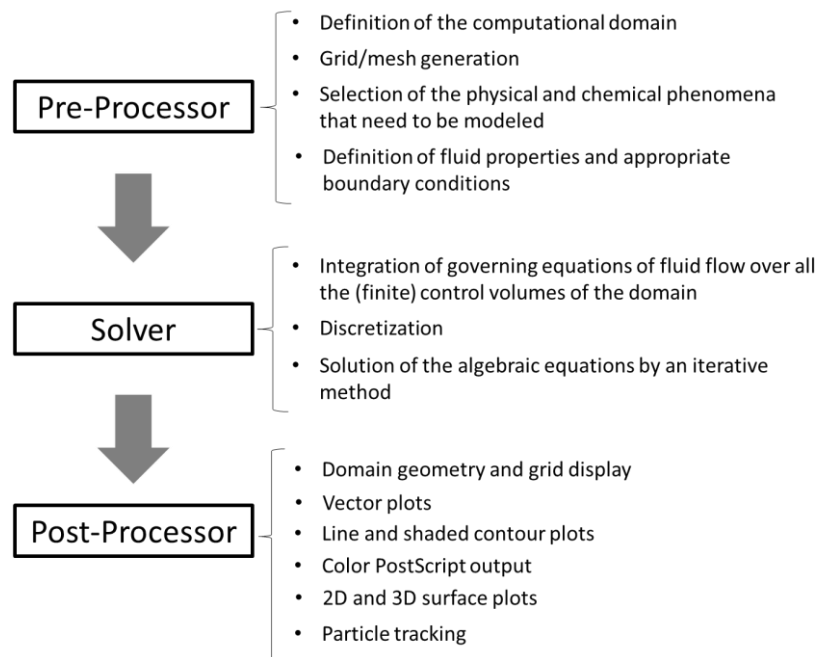 Pre-Processor
• Definition of the computational domain
• Grid/mesh generation
• Selection of the physical and chemical phenomena
that need to be modeled
• Definition of fluid properties and appropriate
boundary conditions
Solver
• Integration of governing equations of fluid flow over all
the (finite) control volumes of the domain
• Discretization
• Solution of the algebraic equations by an iterative
method
Post-Processor
• Domain geometry and grid display
• Vector plots
• Line and shaded contour plots
• Color PostScript output
• 2D and 3D surface plots
• Particle tracking